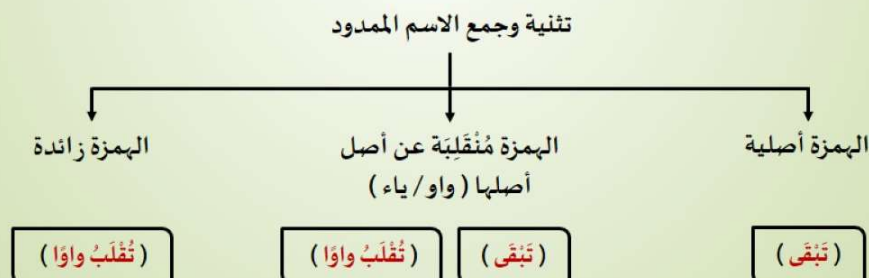 تثنية وجمع الاسم الممدود
الهمزة أصلية
الهمزة مُنْقَلِبَة عن أصل
أصلها ( واو / ياء )
الهمزة زائدة
( تَبْقَى )
( تَبْقَى )
( تُقْلَبُ واوًا )
( تُقْلَبُ واوًا )